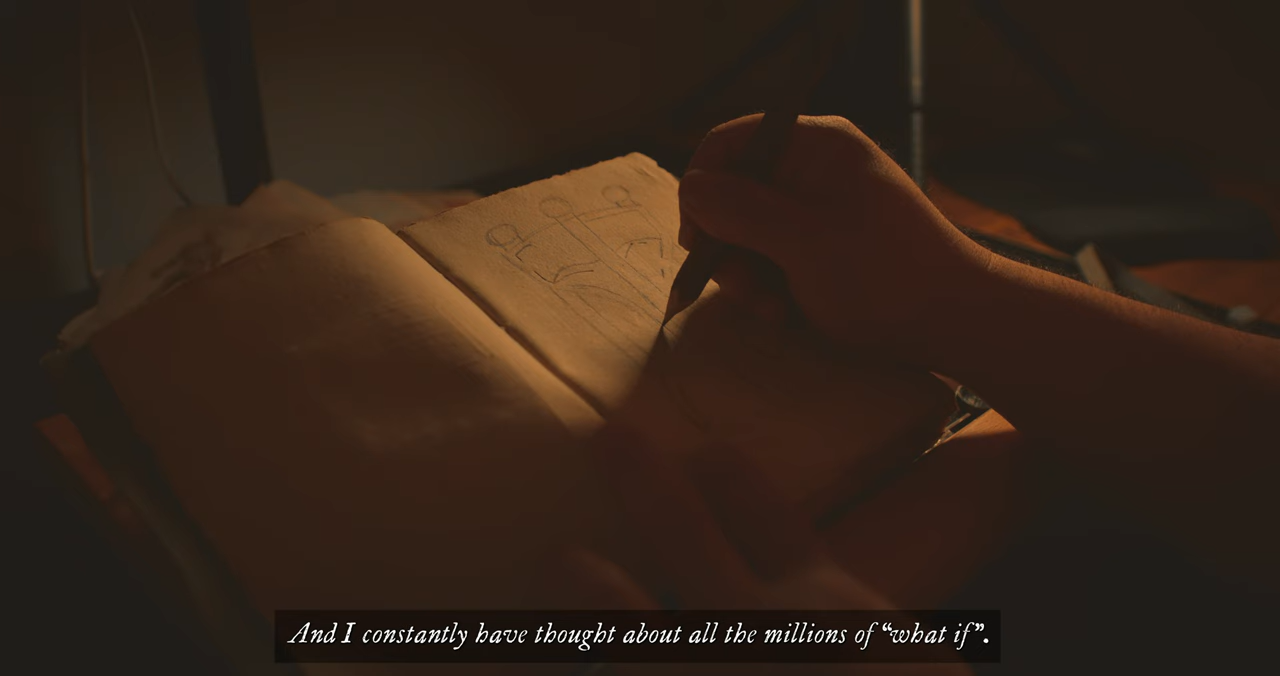 And I constantly have thought about all the millions of “what if”.